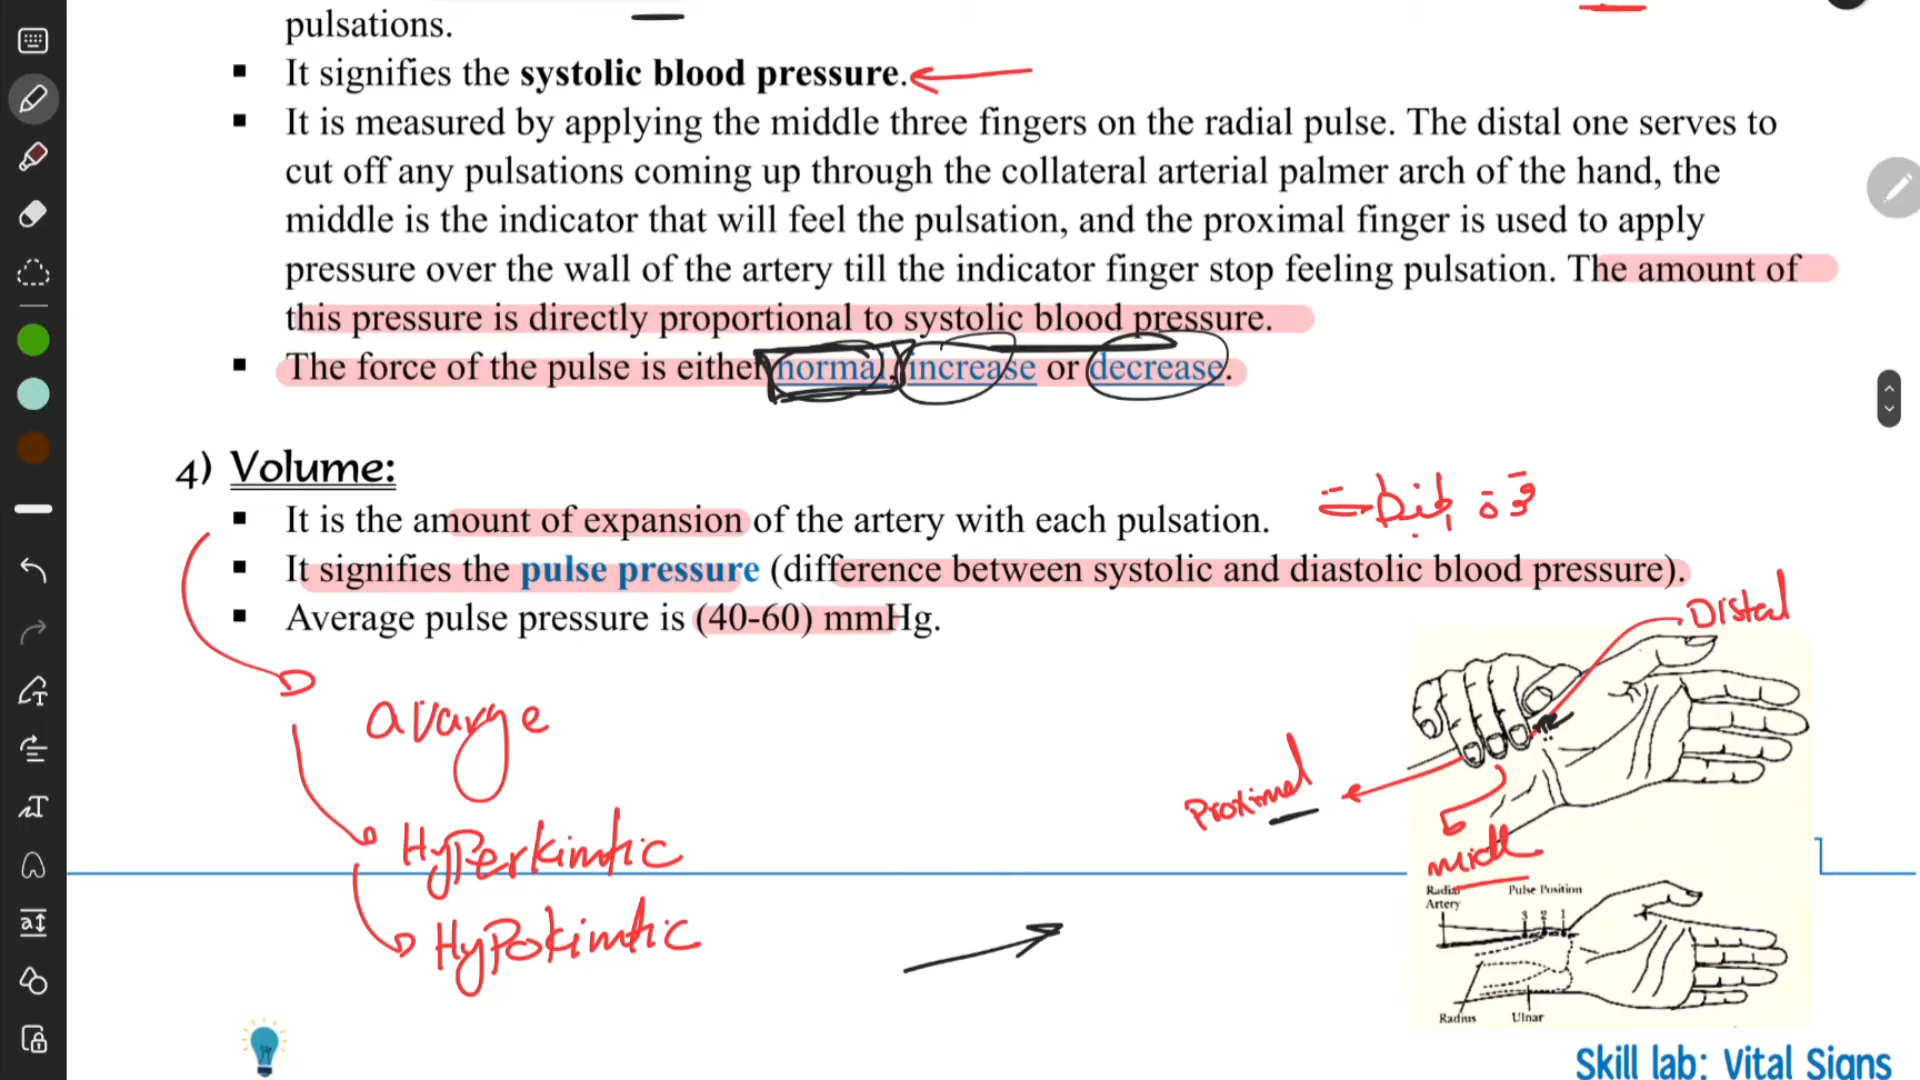 pulsations.
▪ It signifies the systolic blood pressure.
▪ It is measured by applying the middle three fingers on the radial pulse. The distal one serves to
cut off any pulsations coming up through the collateral arterial palmer arch of the hand, the
middle is the indicator that will feel the pulsation, and the proximal finger is used to apply
pressure over the wall of the artery till the indicator finger stop feeling pulsation. The amount of
this pressure is directly proportional to systolic blood pressure.
▪ The force of the pulse is either normal, increase or decrease.
4) Volume:
▪ It is the amount of expansion of the artery with each pulsation.
▪ It signifies the pulse pressure (difference between systolic and diastolic blood pressure).
▪ Average pulse pressure is (40-60) mmHg.
Distal
avarge
Proximal
HyPerkimtic
Radial Pulse Position
Artery
3 2 1
HyPokimtic
Radius Ulnar
Skill lab: Vital Signs